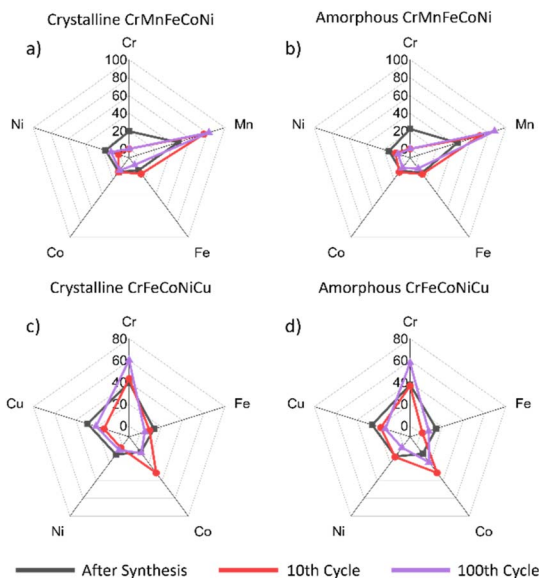 Crystalline CrMnFeCoNi
Amorphous CrMnFeCoNi
a)
Cr
100
80
60
40
20
0
Ni
Mn
Co
Fe
b)
Cr
100
80
60
40
20
0
Ni
Mn
Co
Fe
Crystalline CrFeCoNiCu
Amorphous CrFeCoNiCu
c)
Cr
80
60
40
20
0
Cu
Fe
Ni
Co
d)
Cr
80
60
40
20
0
Cu
Fe
Ni
Co
After Synthesis
10th Cycle
100th Cycle